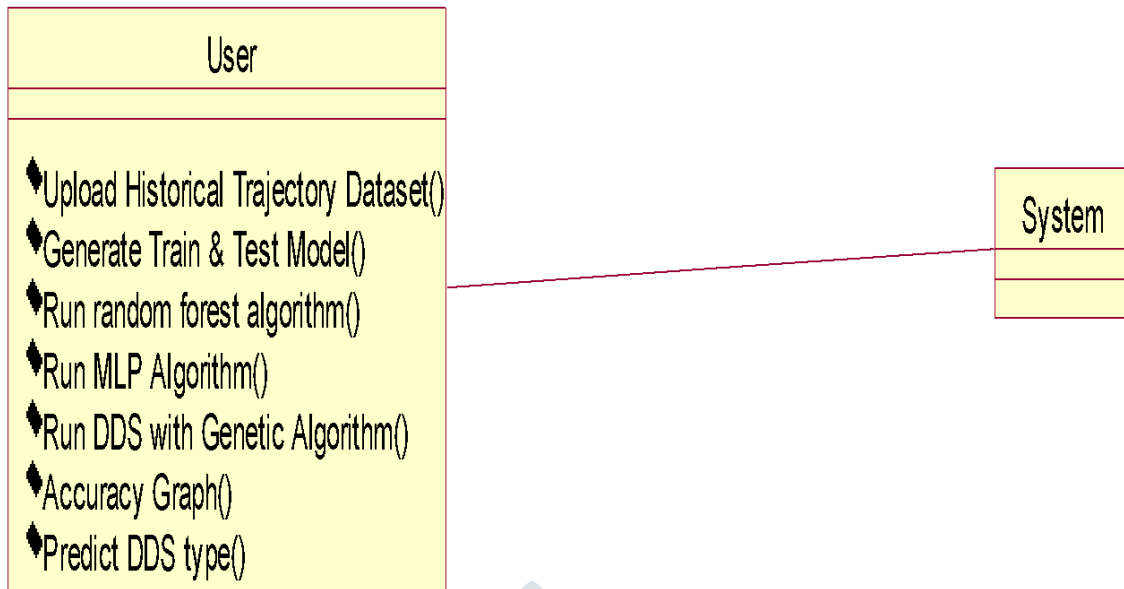 User
Upload Historical Trajectory Dataset()
Generate Train & Test Model()
Run random forest algorithm()
Run MLP Algorithm()
Run DDS with Genetic Algorithm()
Accuracy Graph()
Predict DDS type()
System